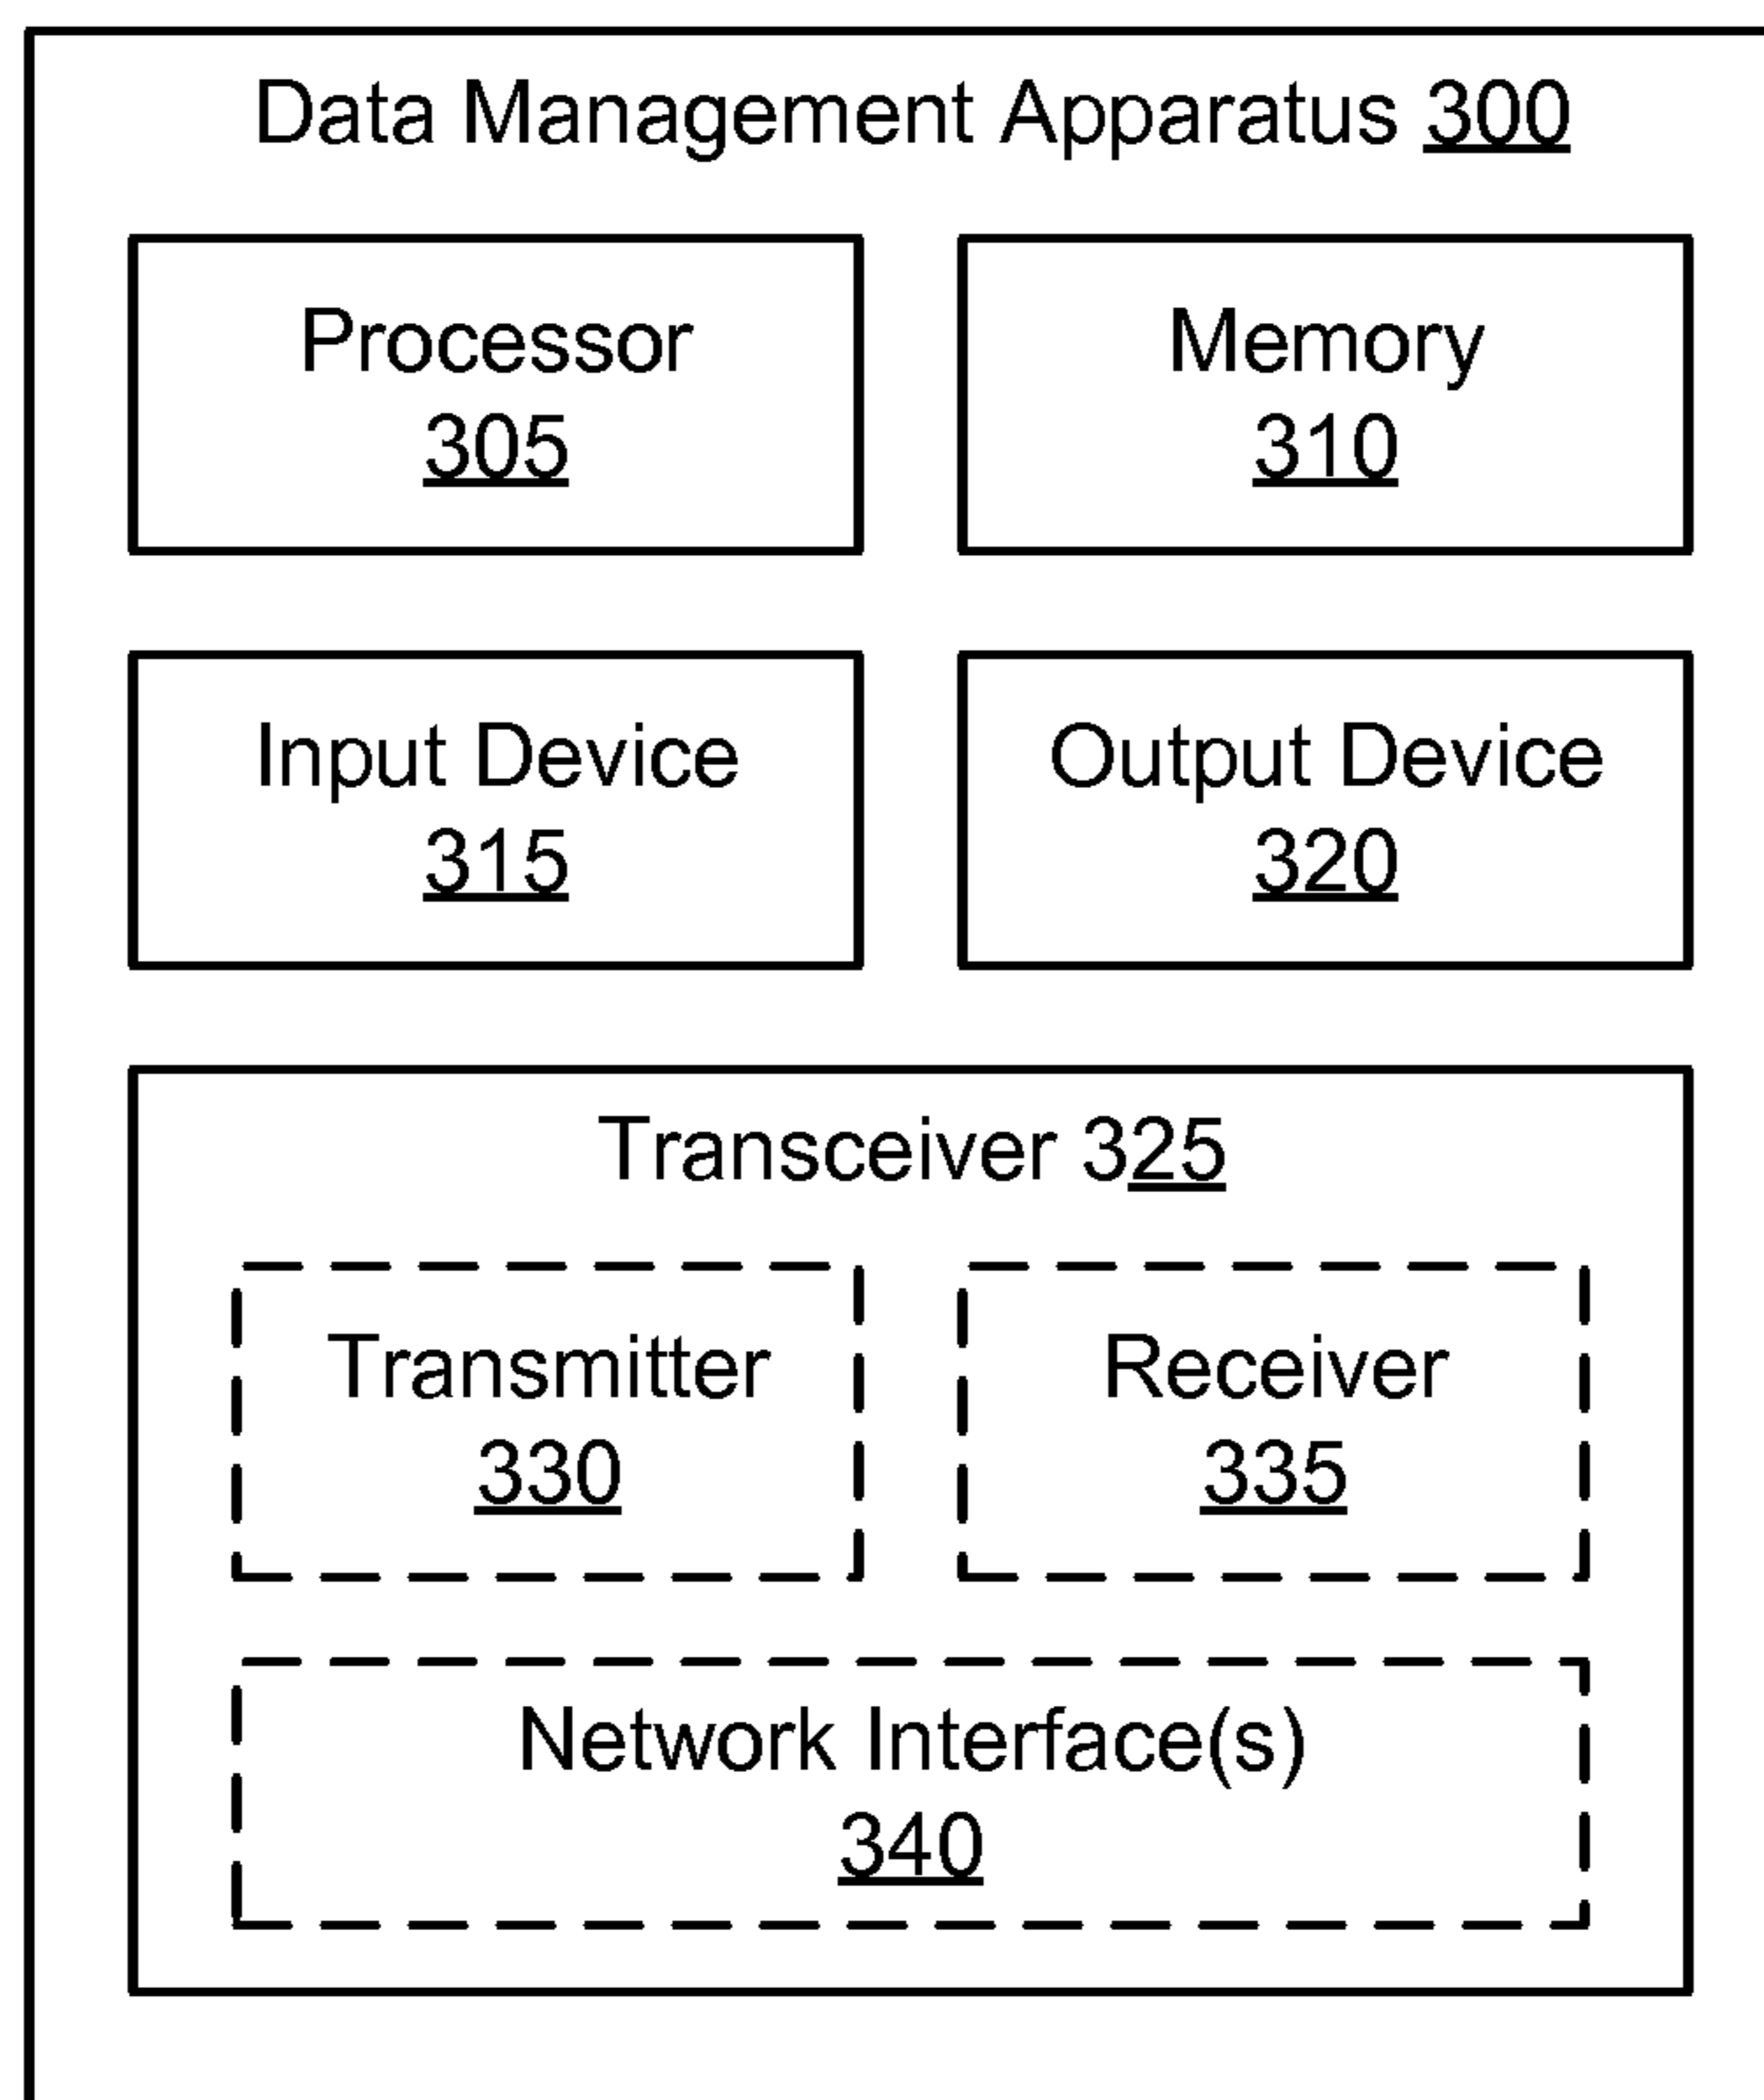 Data Management Apparatus 300
Processor
305
Memory
310
Input Device
315
Output Device
320
Transceiver 325
Transmitter
330
Receiver
335
Network Interface(s)
340